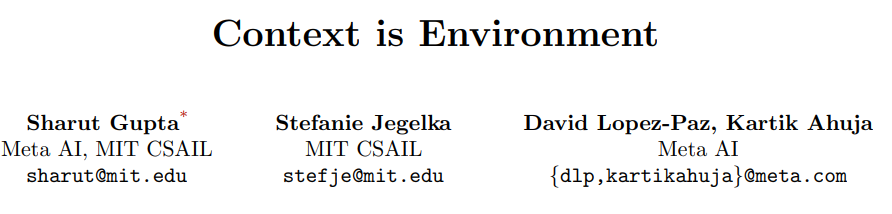 Context is Environment
Sharut Gupta*
Meta AI, MIT CSAIL
sharut@mit.edu
Stefanie Jegelka
MIT CSAIL
stefje@mit.edu
David Lopez-Paz, Kartik Ahuja
Meta AI
{dlp,kartikahuja}@meta.com